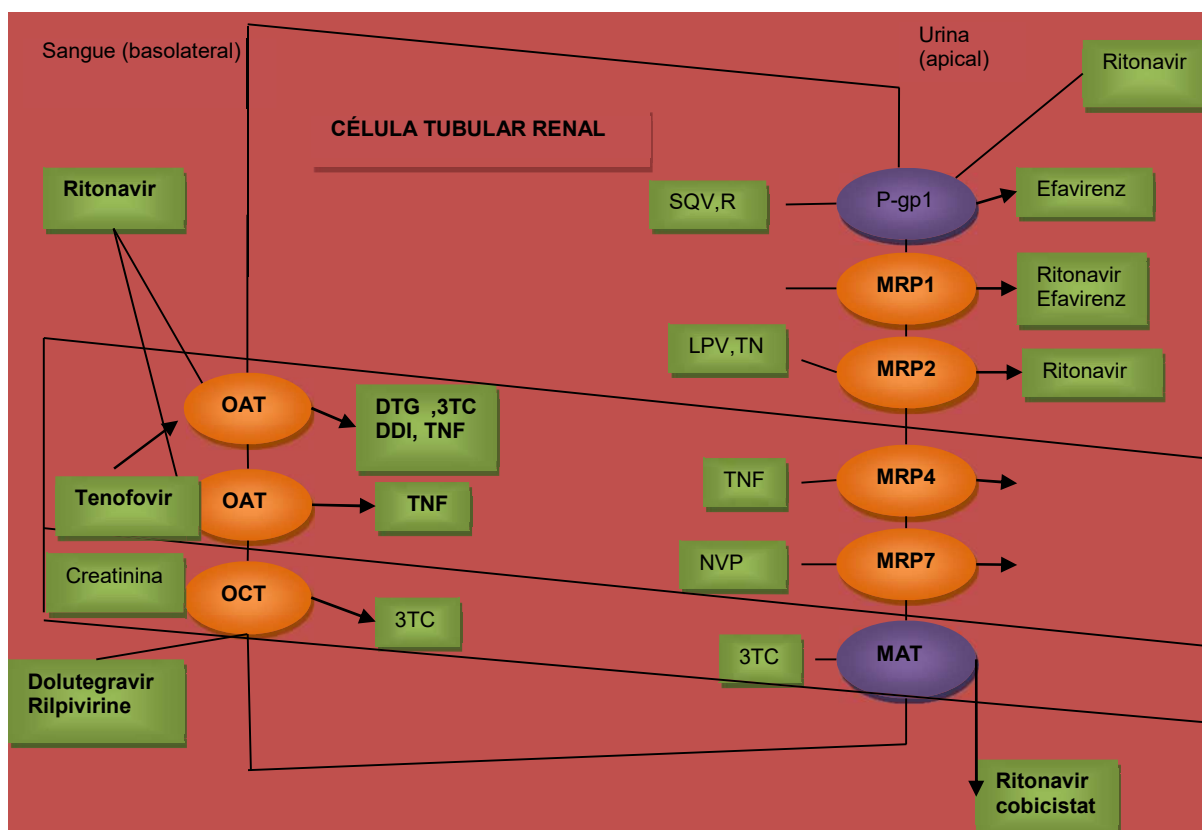 Sangue (basolateral)
Urina
(apical)
Ritonavir
CÉLULA TUBULAR RENAL
Ritonavir
SQV,R
P-gp1
Efavirenz
MRP1
Ritonavir
Efavirenz
LPV,TN
MRP2
Ritonavir
OAT
DTG ,3TC
DDI, TNF
Tenofovir
OAT
TNF
TNF
MRP4
Creatinina
OCT
3TC
NVP
MRP7
Dolutegravir
Rilpivirine
3TC
MAT
Ritonavir
cobicistat